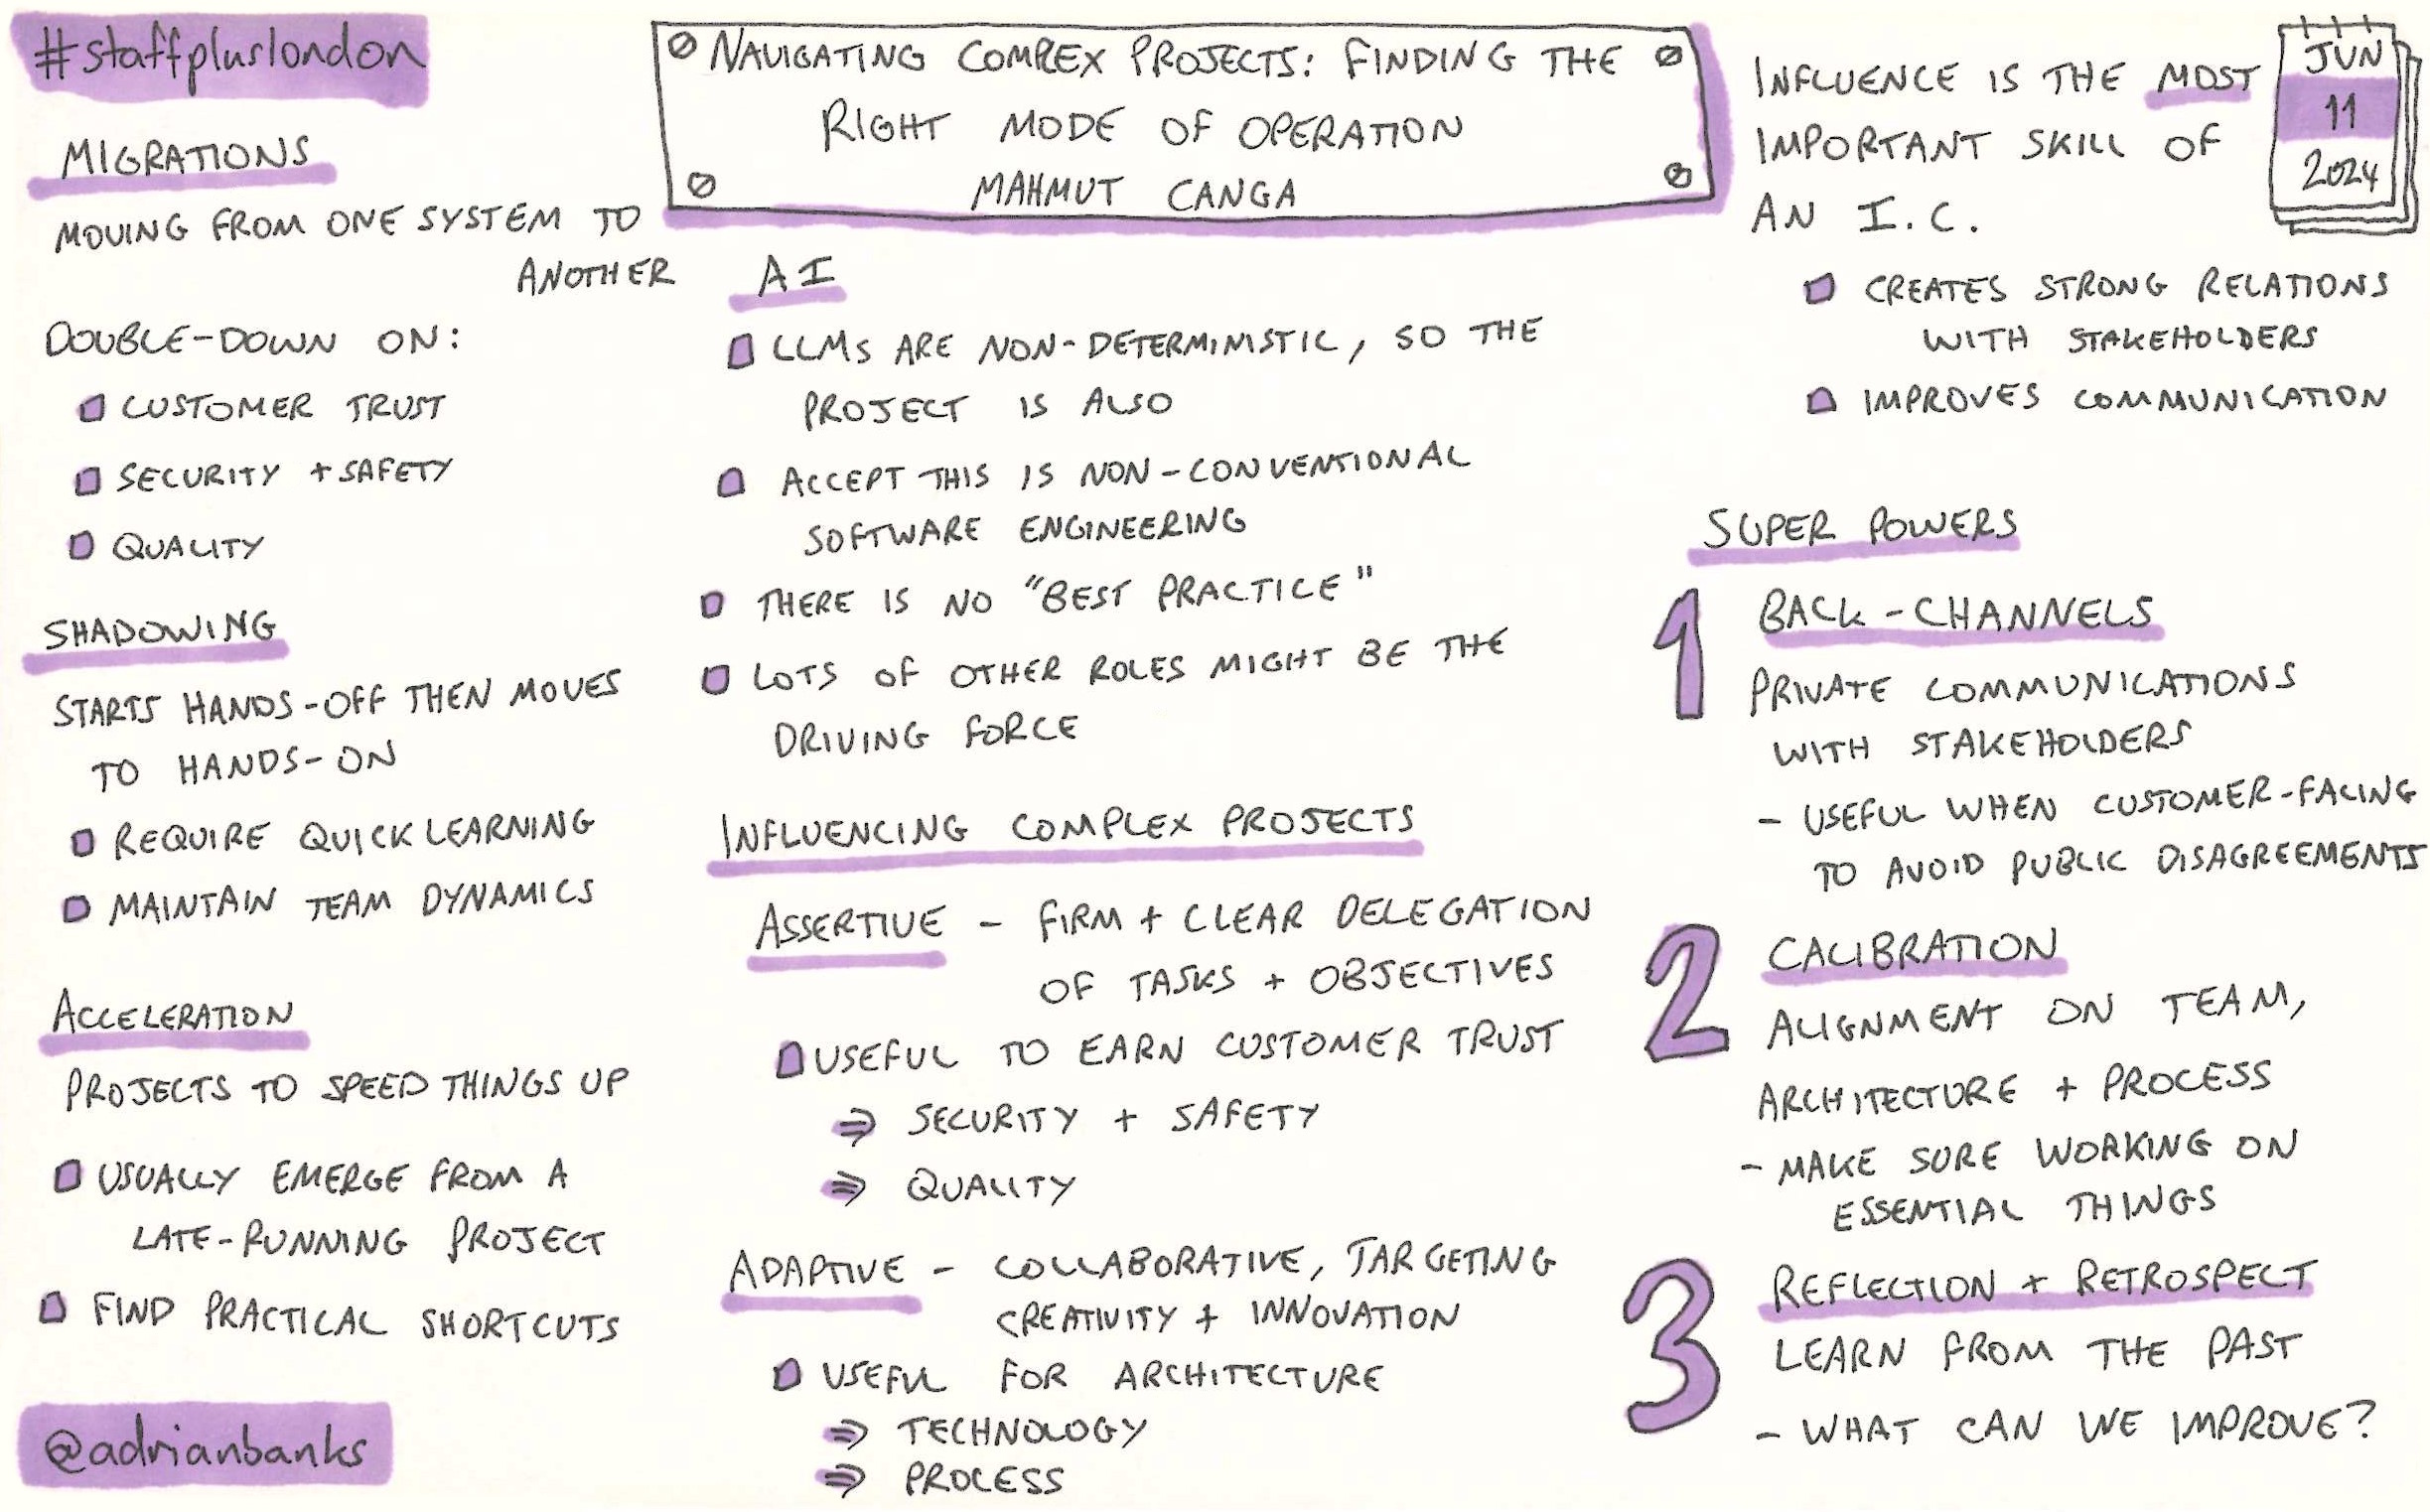 #staffpluslondon
NAVIGATING COMPLEX PROJECTS: FINDING THE
RIGHT MODE OF OPERATION
MAHMUT CANGA
JUN
11
2024
MIGRATIONS
MOVING FROM ONE SYSTEM TO
ANOTHER
DOUBLE-DOWN ON:
CUSTOMER TRUST
SECURITY + SAFETY
QUALITY
SHADOWING
STARTS HANDS-OFF THEN MOVES
TO HANDS-ON
REQUIRE QUICK LEARNING
MAINTAIN TEAM DYNAMICS
ACCELERATION
PROJECTS TO SPEED THINGS UP
USUALLY EMERGE FROM A
LATE-RUNNING PROJECT
FIND PRACTICAL SHORTCUTS
@adrianbanks
AI
LLMS ARE NON-DETERMINISTIC, SO THE
PROJECT IS ALSO
ACCEPT THIS IS NON-CONVENTIONAL
SOFTWARE ENGINEERING
THERE IS NO "BEST PRACTICE"
LOTS OF OTHER ROLES MIGHT BE THE
DRIVING FORCE
INFLUENCING COMPLEX PROJECTS
ASSERTIVE - FIRM + CLEAR DELEGATION
OF TASKS + OBJECTIVES
USEFUL TO EARN CUSTOMER TRUST
⇒ SECURITY + SAFETY
⇒ QUALITY
ADAPTIVE - COLLABORATIVE, TARGETING
CREATIVITY + INNOVATION
USEFUL FOR ARCHITECTURE
⇒ TECHNOLOGY
⇒ PROCESS
INFLUENCE IS THE MOST
IMPORTANT SKILL OF
AN I.C.
CREATES STRONG RELATIONS
WITH STAKEHOLDERS
IMPROVES COMMUNICATION
SUPER POWERS
1 BACK-CHANNELS
PRIVATE COMMUNICATIONS
WITH STAKEHOLDERS
- USEFUL WHEN CUSTOMER-FACING
TO AVOID PUBLIC DISAGREEMENTS
2 CALIBRATION
ALIGNMENT ON TEAM,
ARCHITECTURE + PROCESS
- MAKE SURE WORKING ON
ESSENTIAL THINGS
3 REFLECTION + RETROSPECT
LEARN FROM THE PAST
- WHAT CAN WE IMPROVE?